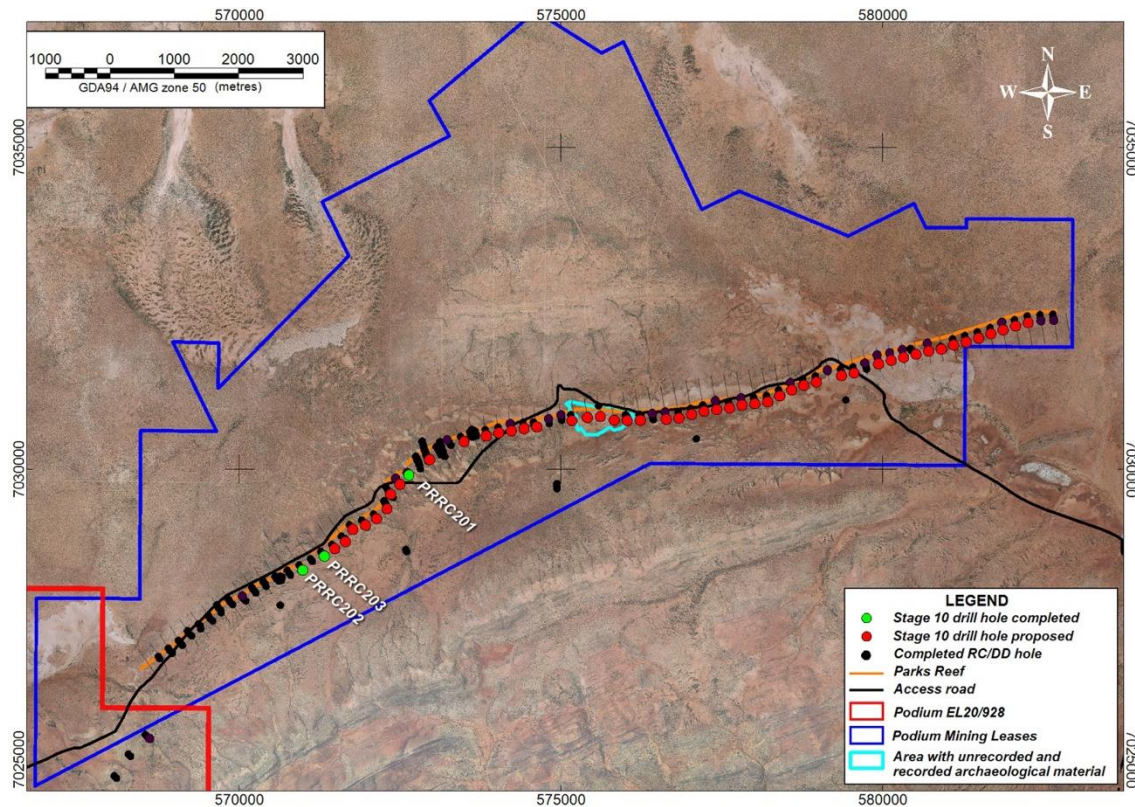 570000 575000 580000
1000 0 1000 2000 3000
GDA94 / AMG zone 50 (metres)
N
W E
S
7035000 7035000
7030000 7030000
PRRC201
PRRC203
PRRC202
LEGEND
Stage 10 drill hole completed
Stage 10 drill hole proposed
Completed RC/DD hole
Parks Reef
Access road
Podium EL20/928
Podium Mining Leases
Area with unrecorded and
recorded archaeological material
7025000 7025000
570000 575000 580000